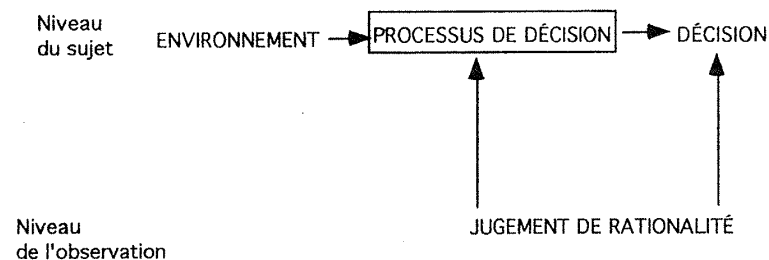 Niveau
du sujet
ENVIRONNEMENT
PROCESSUS DE DÉCISION
DÉCISION
JUGEMENT DE RATIONALITÉ
Niveau
de l'observation